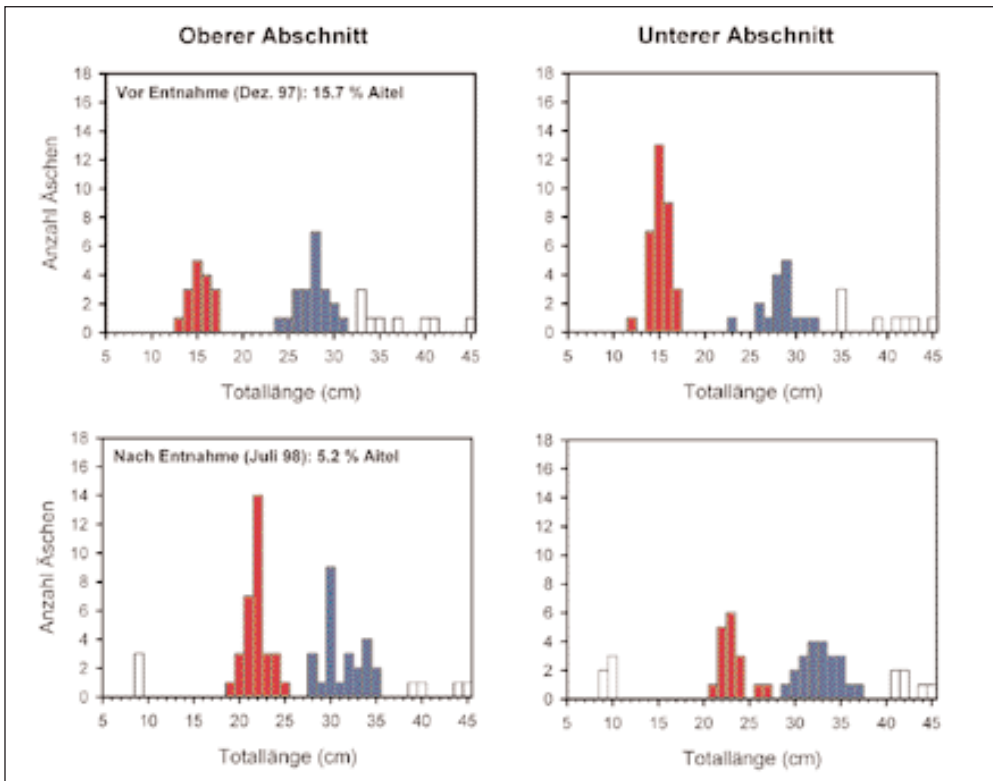 Oberer Abschnitt
Unterer Abschnitt
Vor Entnahme (Dez. 97): 15.7 % Aitel
Anzahl Äschen
18
16
14
12
10
8
6
4
2
0
5 10 15 20 25 30 35 40 45
Totallänge (cm)
18
16
14
12
10
8
6
4
2
0
5 10 15 20 25 30 35 40 45
Totallänge (cm)
Nach Entnahme (Juli 98): 5.2 % Aitel
Anzahl Äschen
18
16
14
12
10
8
6
4
2
0
5 10 15 20 25 30 35 40 45
Totallänge (cm)
18
16
14
12
10
8
6
4
2
0
5 10 15 20 25 30 35 40 45
Totallänge (cm)